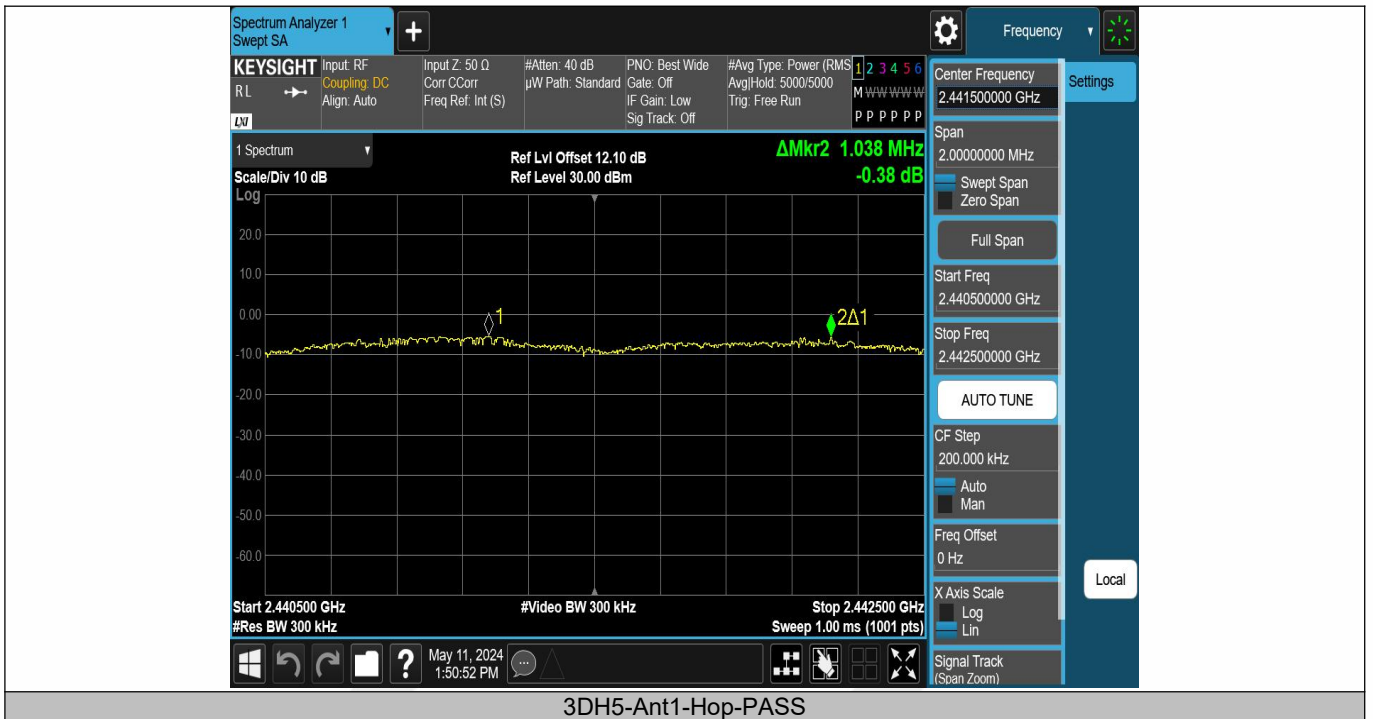 Spectrum Analyzer 1
Swept SA
+
Frequency
KEYSIGHT
RL
LXI
Input: RF
Coupling: DC
Align: Auto
Input Z: 50 Ω
Corr CCorr
Freq Ref: Int (S)
#Atten: 40 dB
µW Path: Standard
PNO: Best Wide
Gate: Off
IF Gain: Low
Sig Track: Off
#Avg Type: Power (RMS
Avg|Hold: 5000/5000
Trig: Free Run
1 2 3 4 5 6
M W W W W W
P P P P P P
Center Frequency
2.441500000 GHz
Settings
Span
2.00000000 MHz
Swept Span
Zero Span
Full Span
Start Freq
2.440500000 GHz
Stop Freq
2.442500000 GHz
AUTO TUNE
CF Step
200.000 kHz
Auto
Man
Freq Offset
0 Hz
X Axis Scale
Log
Lin
Signal Track
(Span Zoom)
Local
1 Spectrum
Scale/Div 10 dB
Log
Ref Lvl Offset 12.10 dB
Ref Level 30.00 dBm
ΔMkr2 1.038 MHz
-0.38 dB
20.0
10.0
0.00
-10.0
-20.0
-30.0
-40.0
-50.0
-60.0
1
2Δ1
Start 2.440500 GHz
#Res BW 300 kHz
#Video BW 300 kHz
Stop 2.442500 GHz
Sweep 1.00 ms (1001 pts)
?
May 11, 2024
1:50:52 PM
3DH5-Ant1-Hop-PASS